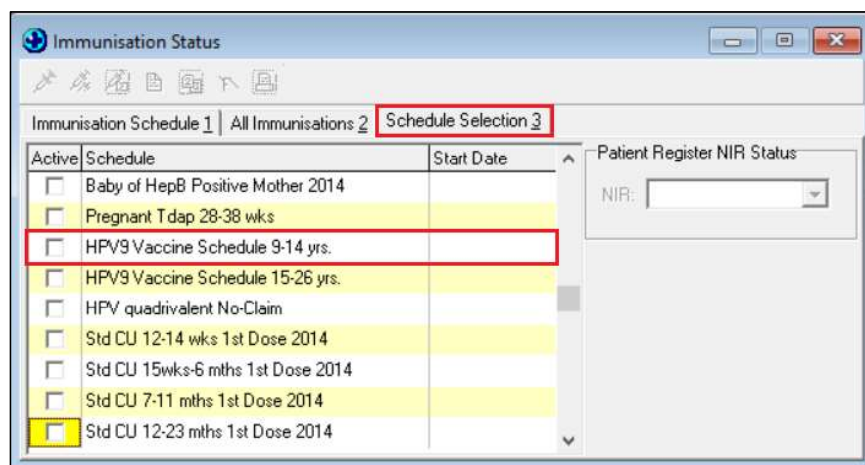 Immunisation Status
Immunisation Schedule 1 All Immunisations 2 Schedule Selection 3
Active Schedule Start Date
Baby of HepB Positive Mother 2014
Pregnant Tdap 28-38 wks
HPV9 Vaccine Schedule 9-14 yrs.
HPV9 Vaccine Schedule 15-26 yrs.
HPV quadrivalent No-Claim
Std CU 12-14 wks 1st Dose 2014
Std CU 15wks-6 mths 1st Dose 2014
Std CU 7-11 mths 1st Dose 2014
Std CU 12-23 mths 1st Dose 2014
Patient Register NIR Status
NIR: